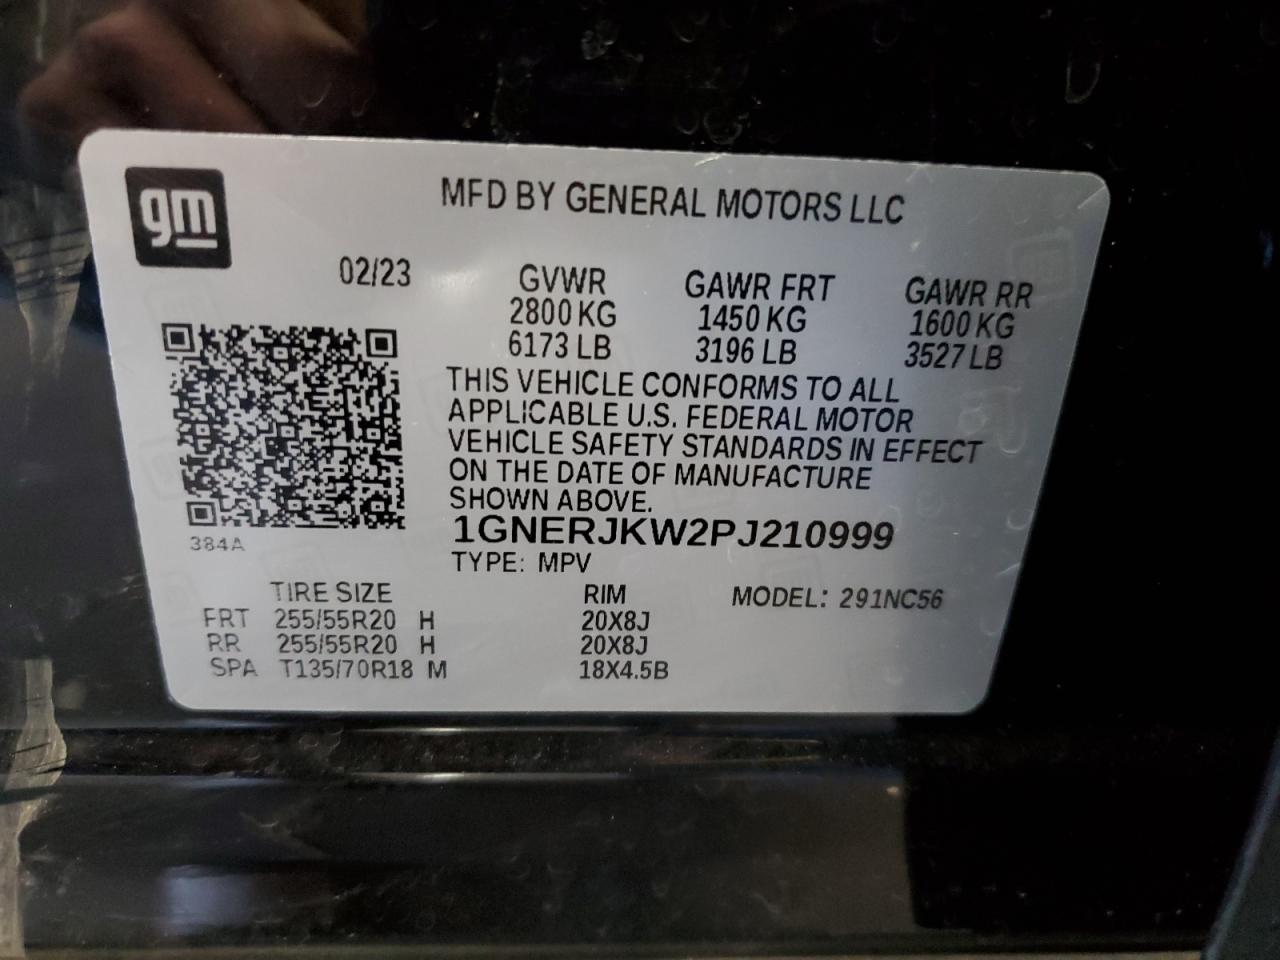 gm
MFD BY GENERAL MOTORS LLC
02/23
GVWR GAWR FRT GAWR RR
2800 KG 1450 KG 1600 KG
6173 LB 3196 LB 3527 LB
THIS VEHICLE CONFORMS TO ALL
APPLICABLE U.S. FEDERAL MOTOR
VEHICLE SAFETY STANDARDS IN EFFECT
ON THE DATE OF MANUFACTURE
SHOWN ABOVE.
1GNERJKW2PJ210999
384A
TYPE: MPV
TIRE SIZE RIM MODEL: 291NC56
FRT 255/55R20 H 20X8J
RR 255/55R20 H 20X8J
SPA T135/70R18 M 18X4.5B